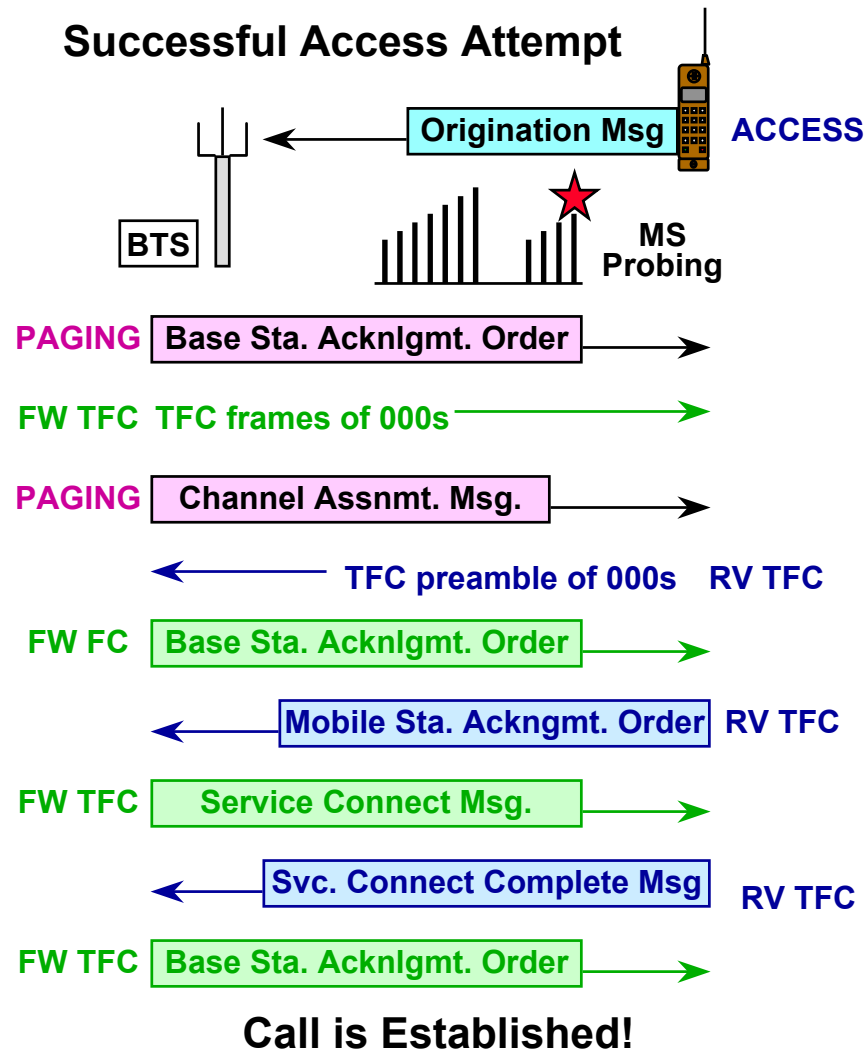 Successful Access Attempt
Origination Msg
ACCESS
BTS
MS
Probing
PAGING Base Sta. Acknlgmt. Order
FW TFC TFC frames of 000s
PAGING Channel Assnmt. Msg.
TFC preamble of 000s RV TFC
FW FC Base Sta. Acknlgmt. Order
Mobile Sta. Ackngmt. Order RV TFC
FW TFC Service Connect Msg.
Svc. Connect Complete Msg RV TFC
FW TFC Base Sta. Acknlgmt. Order
Call is Established!